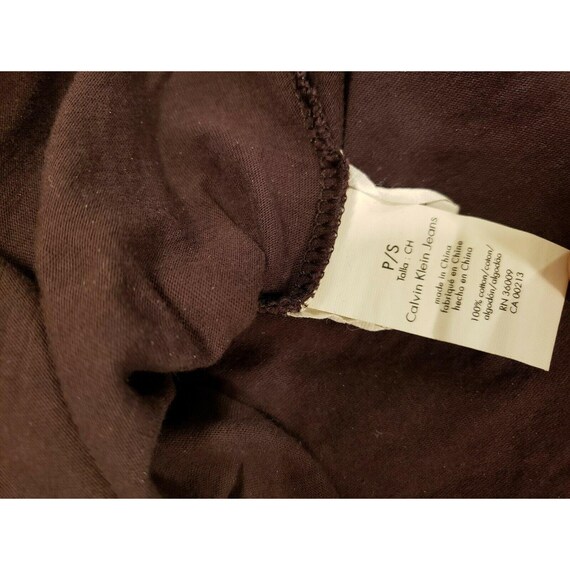 P/S
Talla : CH
Calvin Klein Jeans
made in China
fabriqué en Chine
hecho en China
100% cotton/coton/
algodón/algodão
RN 36009
CA 00213